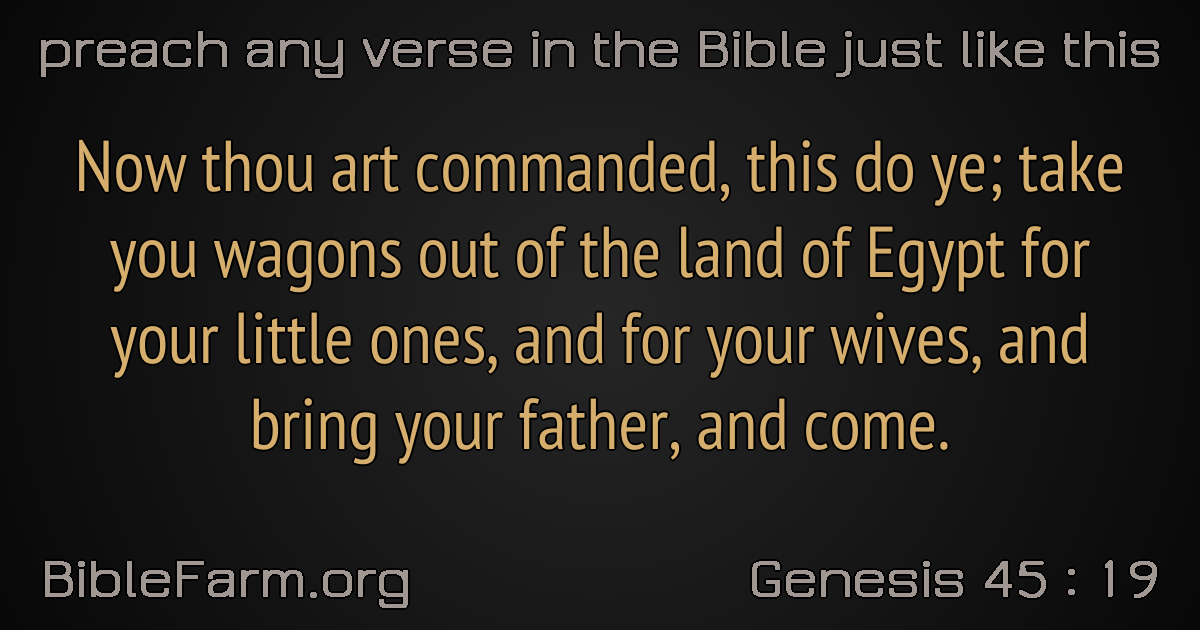 preach any verse in the Bible just like this
Now thou art commanded, this do ye; take
you wagons out of the land of Egypt for
your little ones, and for your wives, and
bring your father, and come.
BibleFarm.org
Genesis 45 : 19